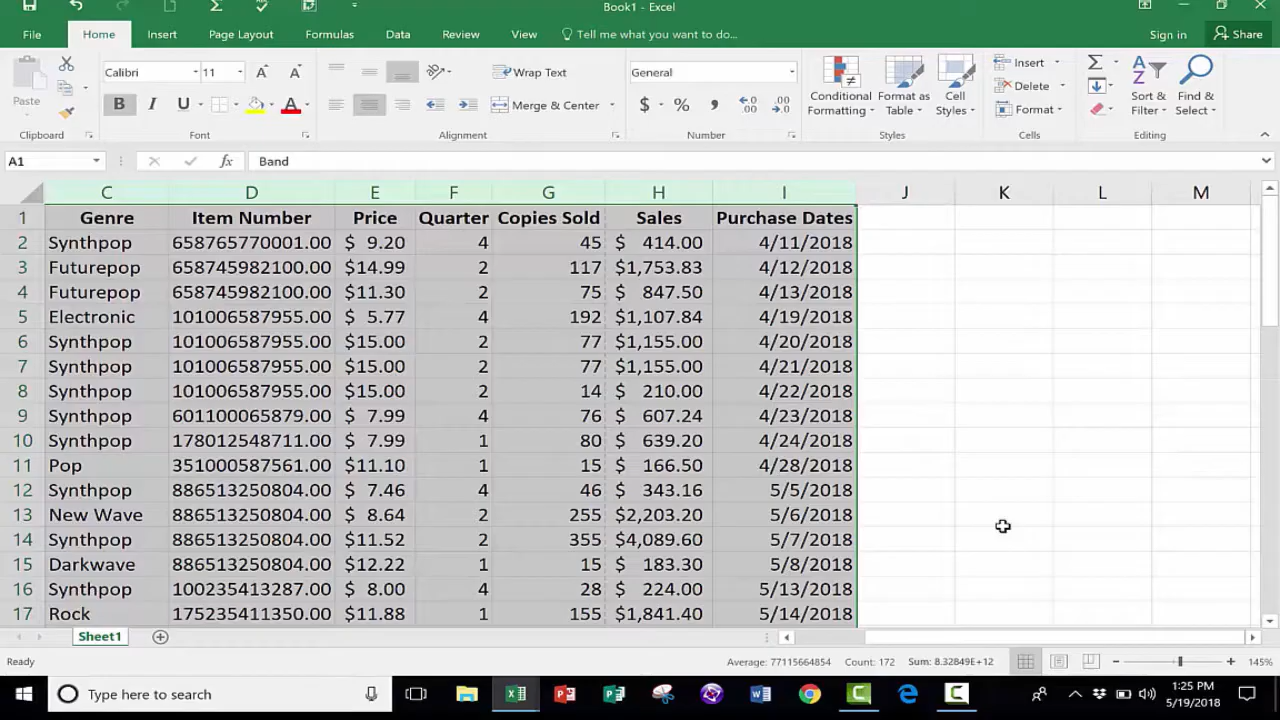 Book1 - Excel
File Home Insert Page Layout Formulas Data Review View Tell me what you want to do... Sign in Share
Paste
Calibri 11
B I U A
Wrap Text
Merge & Center
General
$ % ,
Conditional Formatting
Format as Table
Cell Styles
Insert
Delete
Format
Sort & Filter
Find & Select
Clipboard Font Alignment Number Styles Cells Editing
A1 fx Band
C D E F G H I J K L M
1 Genre Item Number Price Quarter Copies Sold Sales Purchase Dates
2 Synthpop 658765770001.00 $ 9.20 4 45 $ 414.00 4/11/2018
3 Futurepop 658745982100.00 $14.99 2 117 $1,753.83 4/12/2018
4 Futurepop 658745982100.00 $11.30 2 75 $ 847.50 4/13/2018
5 Electronic 101006587955.00 $ 5.77 4 192 $1,107.84 4/19/2018
6 Synthpop 101006587955.00 $15.00 2 77 $1,155.00 4/20/2018
7 Synthpop 101006587955.00 $15.00 2 77 $1,155.00 4/21/2018
8 Synthpop 101006587955.00 $15.00 2 14 $ 210.00 4/22/2018
9 Synthpop 601100065879.00 $ 7.99 4 76 $ 607.24 4/23/2018
10 Synthpop 178012548711.00 $ 7.99 1 80 $ 639.20 4/24/2018
11 Pop 351000587561.00 $11.10 1 15 $ 166.50 4/28/2018
12 Synthpop 886513250804.00 $ 7.46 4 46 $ 343.16 5/5/2018
13 New Wave 886513250804.00 $ 8.64 2 255 $2,203.20 5/6/2018
14 Synthpop 886513250804.00 $11.52 2 355 $4,089.60 5/7/2018
15 Darkwave 886513250804.00 $12.22 1 15 $ 183.30 5/8/2018
16 Synthpop 100235413287.00 $ 8.00 4 28 $ 224.00 5/13/2018
17 Rock 175235411350.00 $11.88 1 155 $1,841.40 5/14/2018
Sheet1
Ready Average: 77115664854 Count: 172 Sum: 8.32849E+12 145%
Type here to search
1:25 PM
5/19/2018